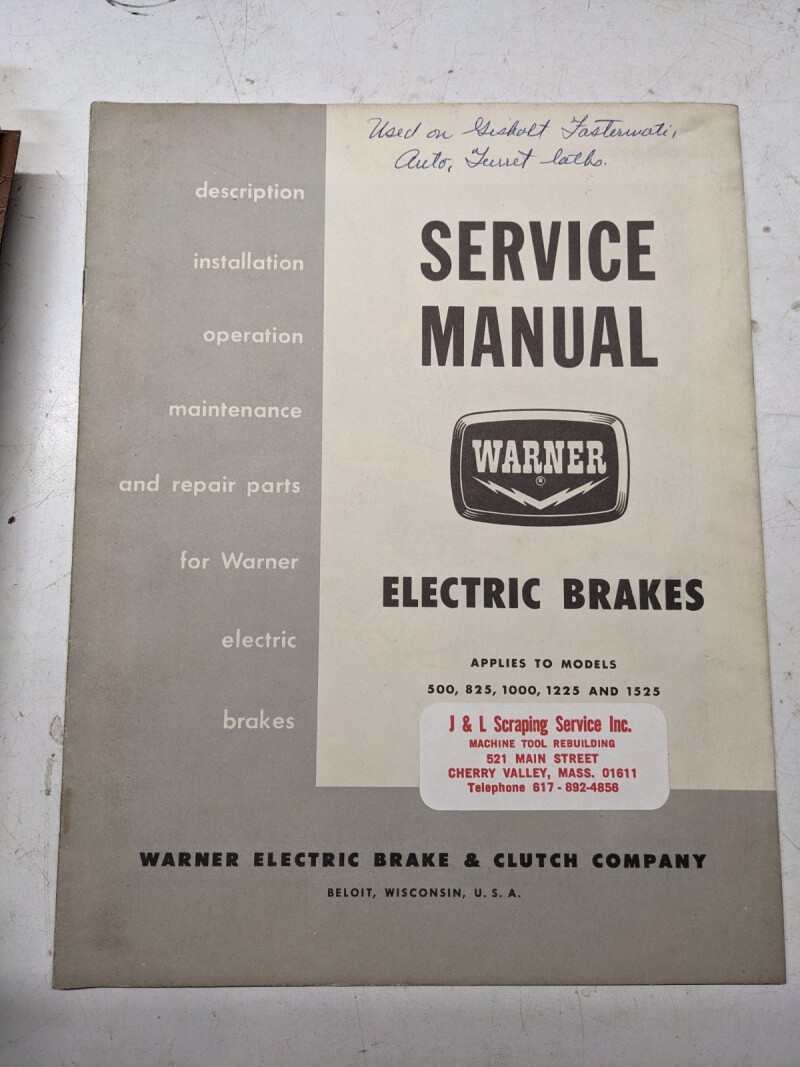 Used on Gisholt Fastermati,
Auto, Turret laths.
description
installation
operation
maintenance
and repair parts
for Warner
electric
brakes
SERVICE
MANUAL
WARNER
®
ELECTRIC BRAKES
APPLIES TO MODELS
500, 825, 1000, 1225 AND 1525
J & L Scraping Service Inc.
MACHINE TOOL REBUILDING
521 MAIN STREET
CHERRY VALLEY, MASS. 01611
Telephone 617 - 892-4856
WARNER ELECTRIC BRAKE & CLUTCH COMPANY
BELOIT, WISCONSIN, U. S. A.